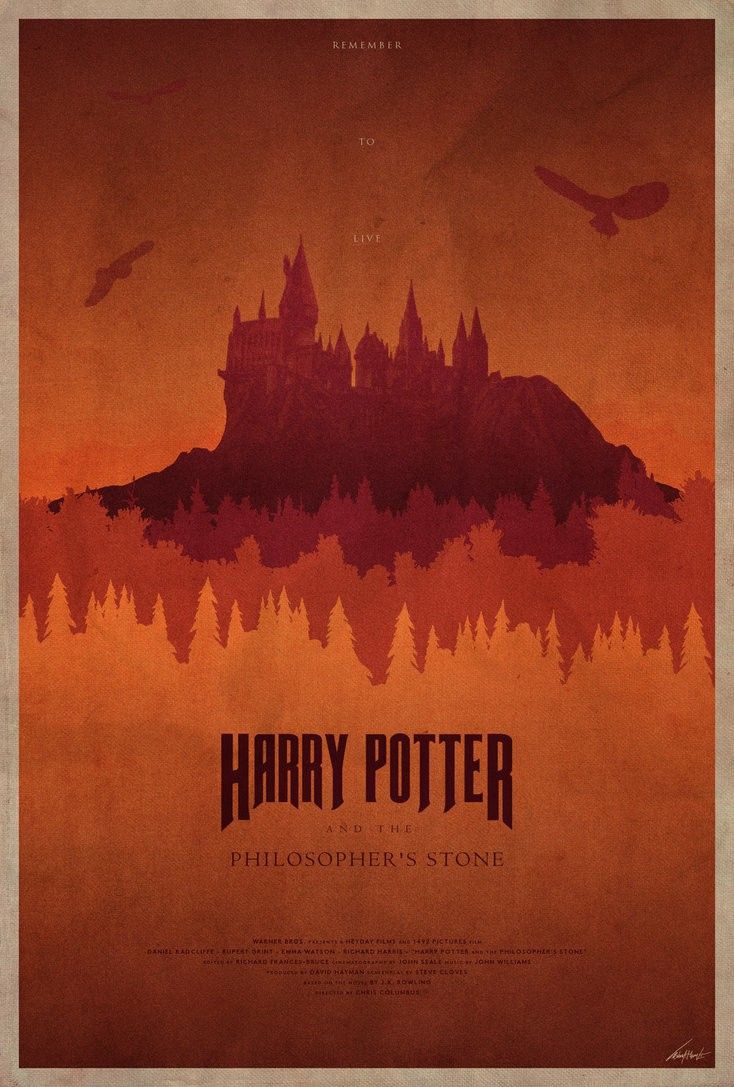 REMEMBER
TO
LIVE
HARRY POTTER
AND THE
PHILOSOPHER'S STONE
WARNER BROS. PRESENTS A HEYDAY FILMS AND 1492 PICTURES FILM
DANIEL RADCLIFFE - RUPERT GRINT - EMMA WATSON - RICHARD HARRIS - "HARRY POTTER AND THE PHILOSOPHER'S STONE"
EDITED BY RICHARD FRANCES-BRUCE CINEMATOGRAPHY BY JOHN SEALE MUSIC BY JOHN WILLIAMS
PRODUCED BY DAVID HAYMAN SCREENPLAY BY STEVE CLOVES
BASED ON THE NOVEL BY J.K. ROWLING
DIRECTED BY CHRIS COLUMBUS